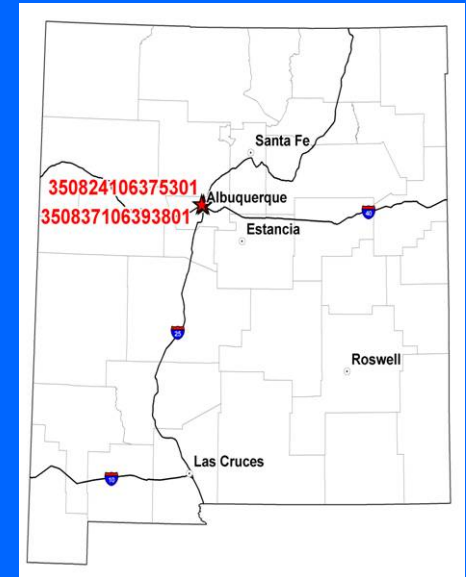 Santa Fe
350824106375301
Albuquerque
350837106393801
40
Estancia
25
Roswell
Las Cruces
10